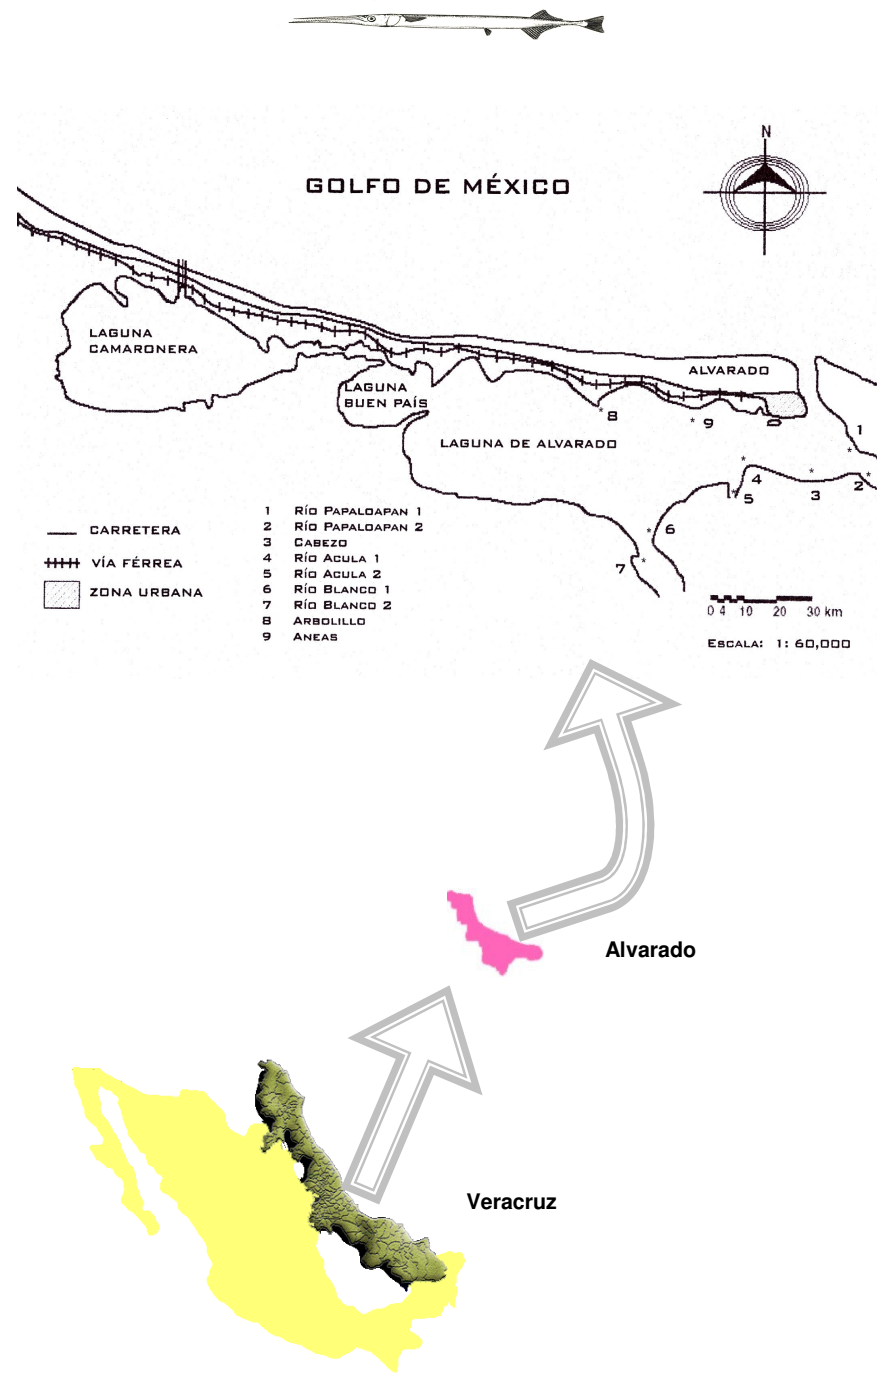 N
GOLFO DE MÉXICO
LAGUNA
CAMARONERA
LAGUNA
BUEN PAÍS
ALVARADO
LAGUNA DE ALVARADO
8
9
1
2
3
4
5
6
7
CARRETERA
VÍA FÉRREA
ZONA URBANA
1 RÍO PAPALOAPAN 1
2 RÍO PAPALOAPAN 2
3 CABEZO
4 RÍO ACULA 1
5 RÍO ACULA 2
6 RÍO BLANCO 1
7 RÍO BLANCO 2
8 ARBOLILLO
9 ANEAS
0 4 10 20 30 km
ESCALA: 1: 60,000
Alvarado
Veracruz